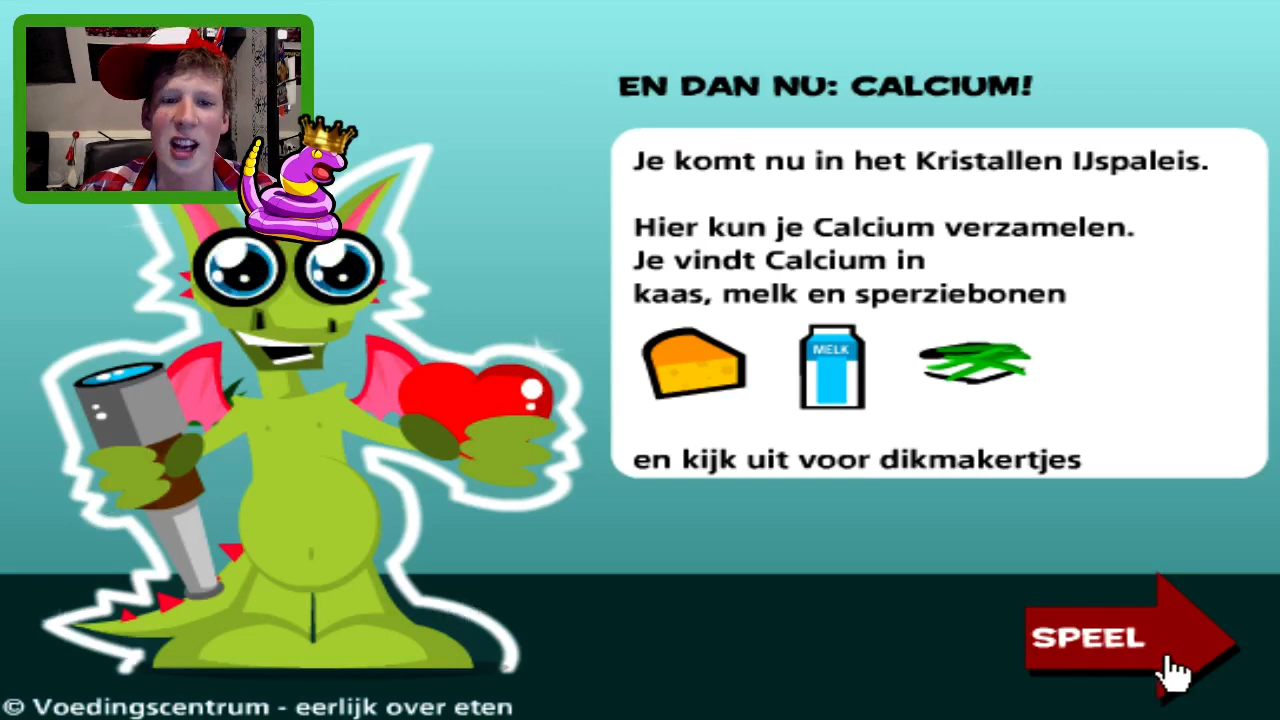 EN DAN NU: CALCIUM!
Je komt nu in het Kristallen IJspaleis.
Hier kun je Calcium verzamelen.
Je vindt Calcium in
kaas, melk en sperziebonen
MELK
en kijk uit voor dikmakertjes
SPEEL
© Voedingscentrum - eerlijk over eten